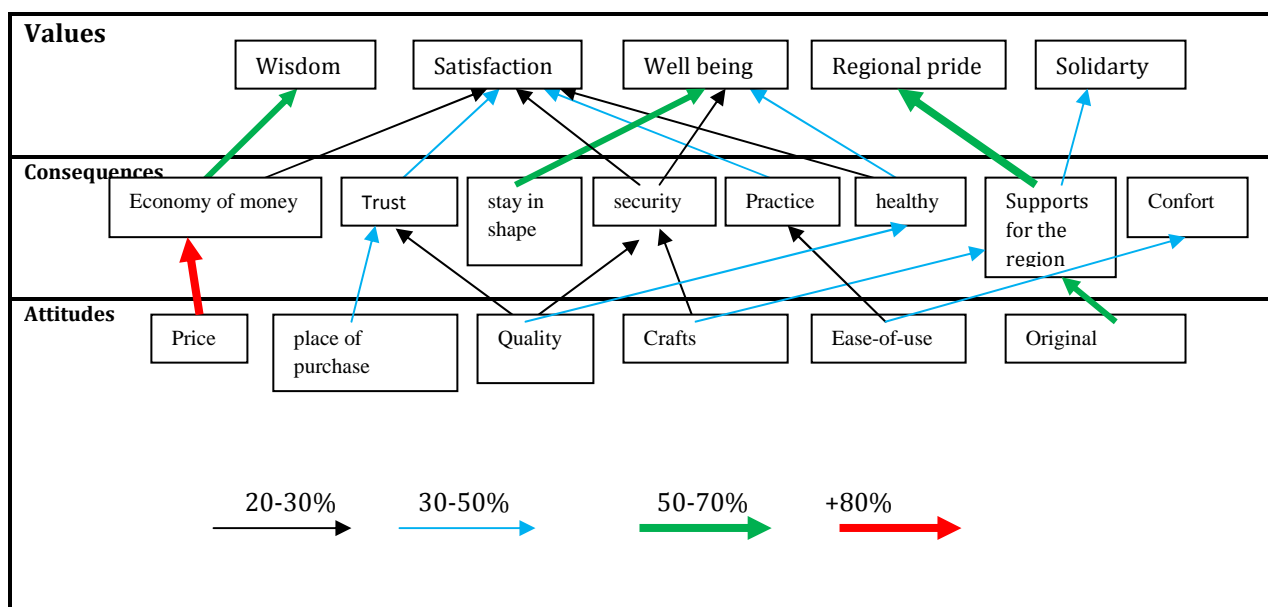 Values
Wisdom
Satisfaction
Well being
Regional pride
Solidarty
Consequences
Economy of money
Trust
stay in
shape
security
Practice
healthy
Supports
for the
region
Confort
Attitudes
Price
place of
purchase
Quality
Crafts
Ease-of-use
Original
20-30%
30-50%
50-70%
+80%